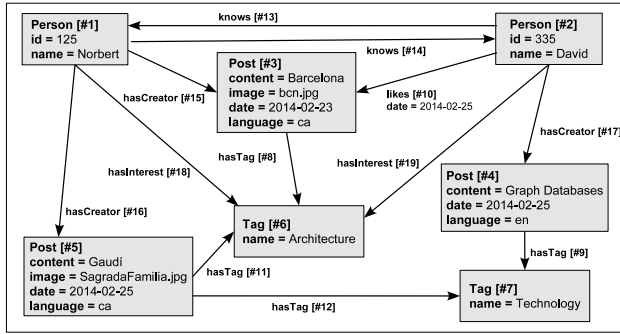 knows [#13]
Person [#1]
id = 125
name = Norbert
Person [#2]
id = 335
name = David
knows [#14]
Post [#3]
content = Barcelona
image = bcn.jpg
date = 2014-02-23
language = ca
hasCreator [#15]
likes [#10]
date = 2014-02-25
hasCreator [#17]
hasTag [#8]
hasInterest [#18]
hasInterest [#19]
Post [#4]
content = Graph Databases
date = 2014-02-25
language = en
hasCreator [#16]
Tag [#6]
name = Architecture
Post [#5]
content = Gaudí
image = SagradaFamilia.jpg
date = 2014-02-25
language = ca
hasTag [#11]
hasTag [#9]
hasTag [#12]
Tag [#7]
name = Technology